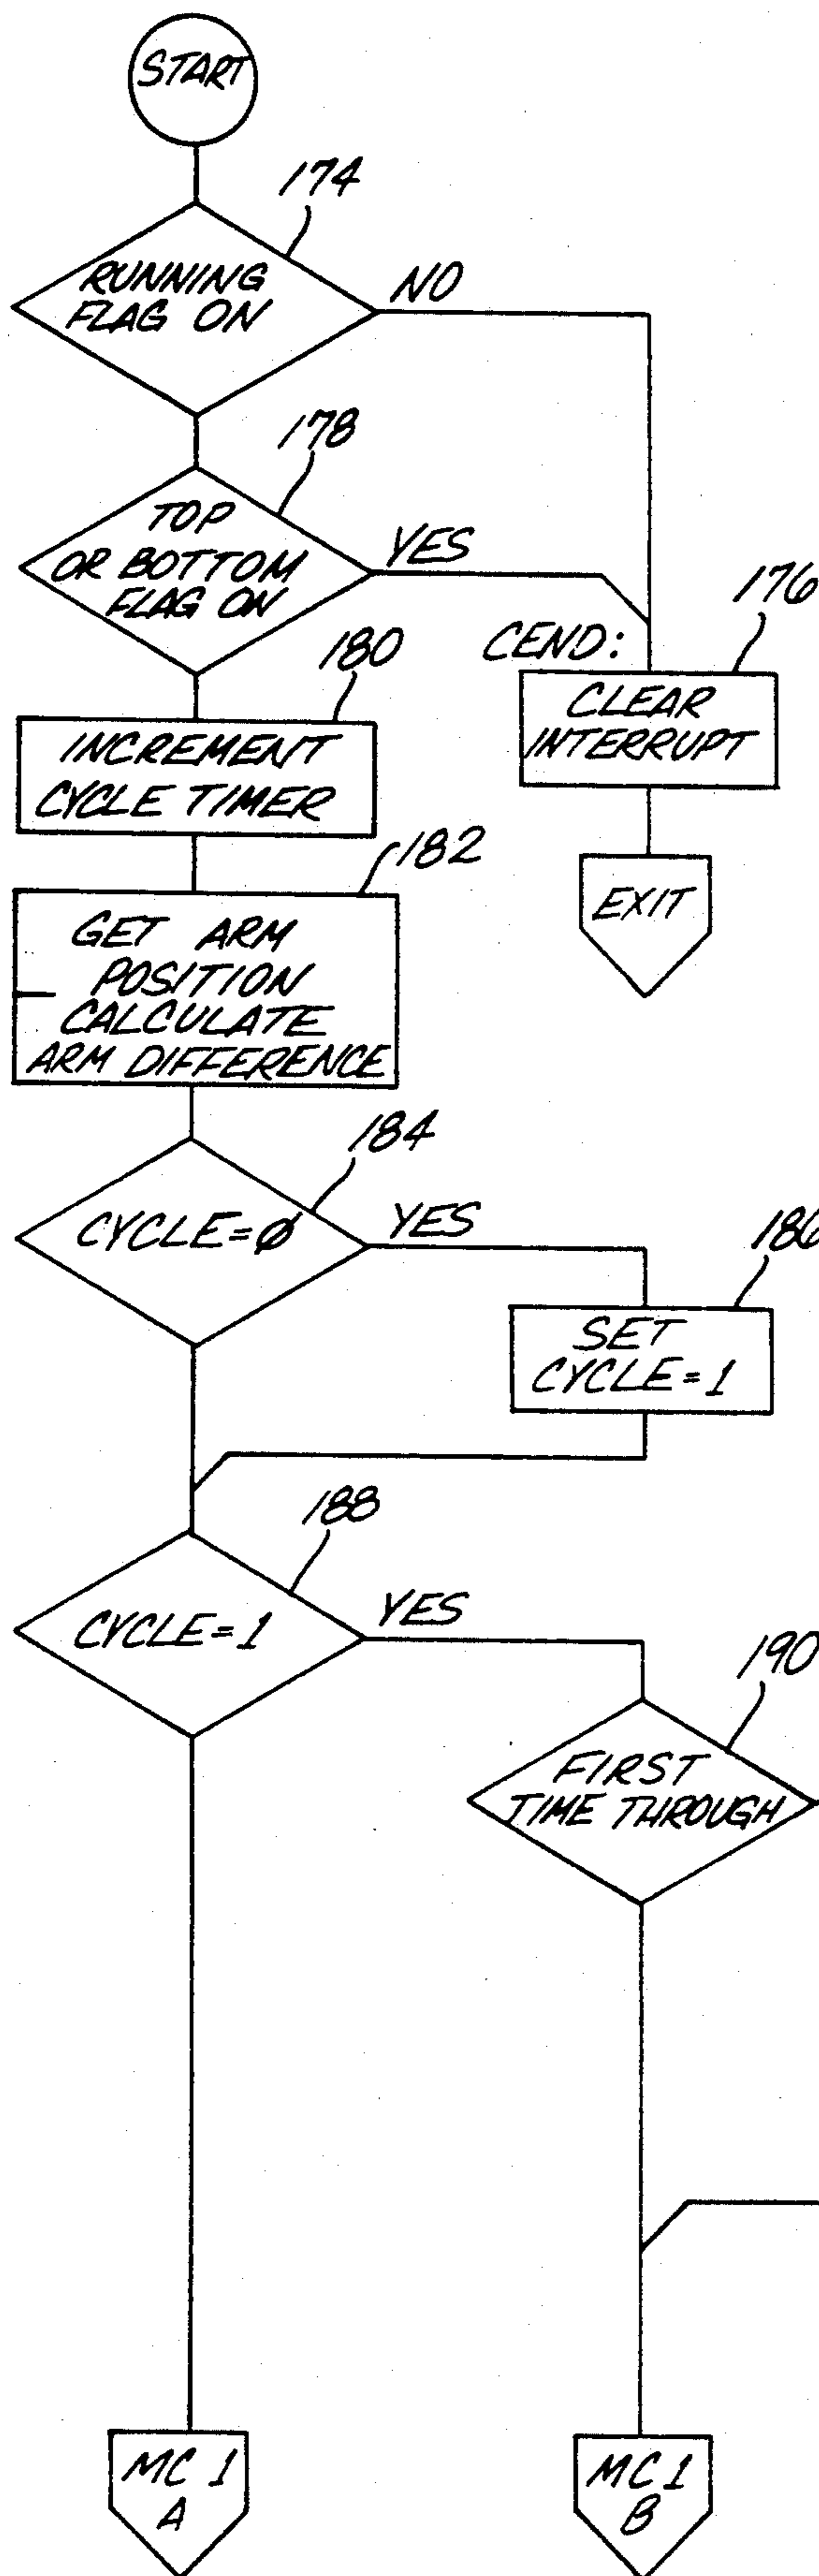 START
174
RUNNING
FLAG ON
NO
178
TOP
OR BOTTOM
FLAG ON
YES
176
CEND:
CLEAR
INTERRUPT
180
INCREMENT
CYCLE TIMER
EXIT
182
GET ARM
POSITION
CALCULATE
ARM DIFFERENCE
184
CYCLE=Ø
YES
186
SET
CYCLE=1
188
CYCLE=1
YES
190
FIRST
TIME THROUGH
MC 1
A
MC 1
B